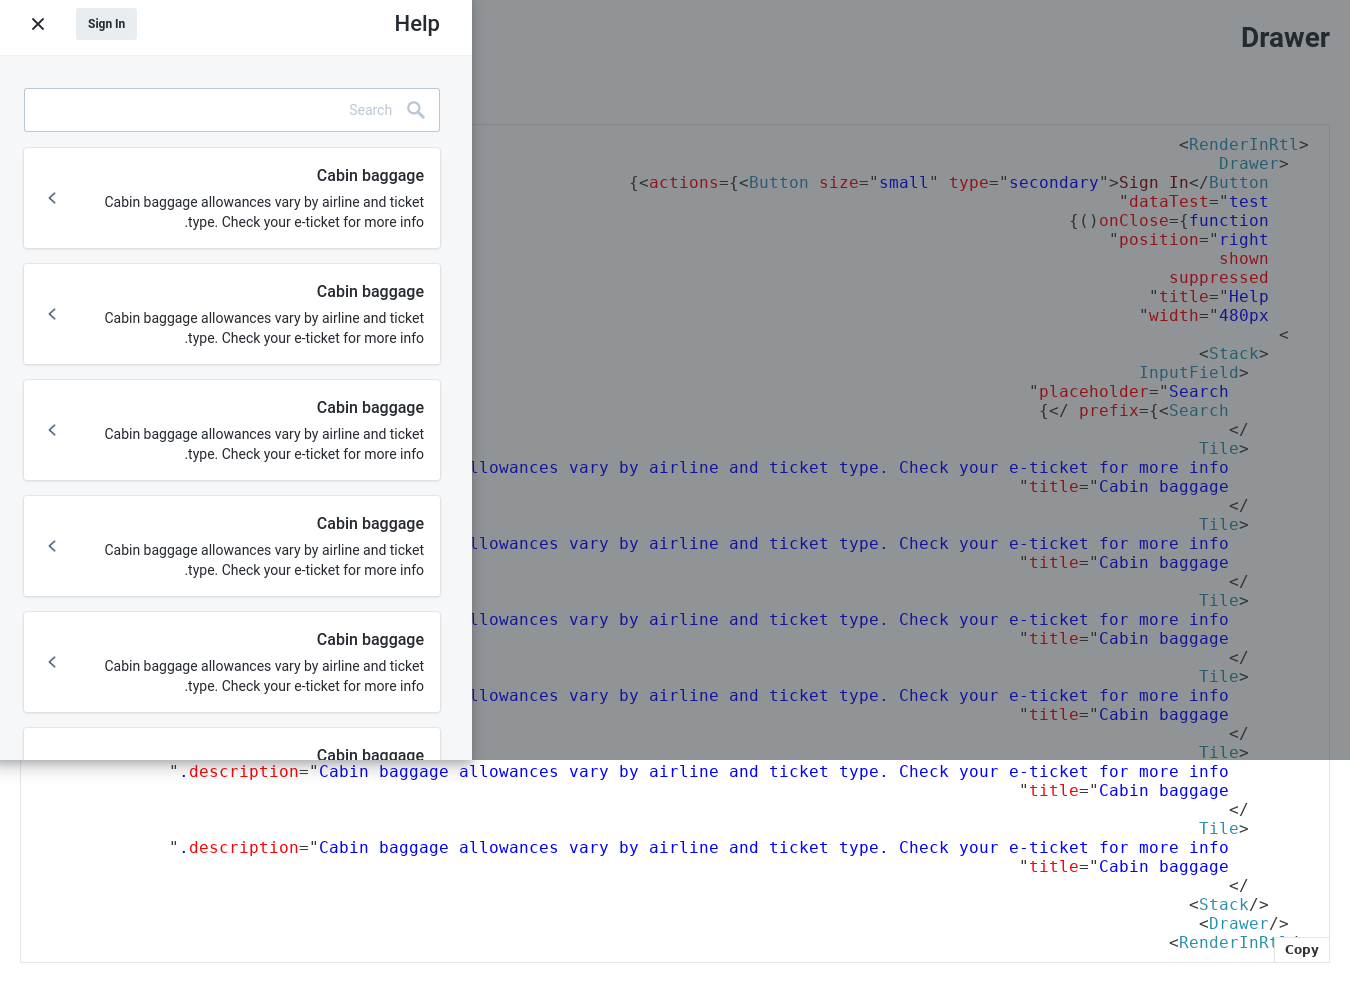 Sign In
Help
Search
Cabin baggage
Cabin baggage allowances vary by airline and ticket
.type. Check your e-ticket for more info
Cabin baggage
Cabin baggage allowances vary by airline and ticket
.type. Check your e-ticket for more info
Cabin baggage
Cabin baggage allowances vary by airline and ticket
.type. Check your e-ticket for more info
Cabin baggage
Cabin baggage allowances vary by airline and ticket
.type. Check your e-ticket for more info
Cabin baggage
Cabin baggage allowances vary by airline and ticket
.type. Check your e-ticket for more info
Cabin baggage
Drawer
<RenderInRtl>
Drawer>
{<actions={<Button size="small" type="secondary">Sign In</Button
"dataTest="test
{()onClose={function
"position="right
shown
suppressed
"title="Help
"width="480px
<
<Stack>
InputField>
"placeholder="Search
{</ prefix={<Search
</
Tile>
llowances vary by airline and ticket type. Check your e-ticket for more info
"title="Cabin baggage
</
Tile>
llowances vary by airline and ticket type. Check your e-ticket for more info
"title="Cabin baggage
</
Tile>
llowances vary by airline and ticket type. Check your e-ticket for more info
"title="Cabin baggage
</
Tile>
llowances vary by airline and ticket type. Check your e-ticket for more info
"title="Cabin baggage
</
Tile>
".description="Cabin baggage allowances vary by airline and ticket type. Check your e-ticket for more info
"title="Cabin baggage
</
Tile>
".description="Cabin baggage allowances vary by airline and ticket type. Check your e-ticket for more info
"title="Cabin baggage
</
<Stack/>
<Drawer/>
<RenderInRt
Copy